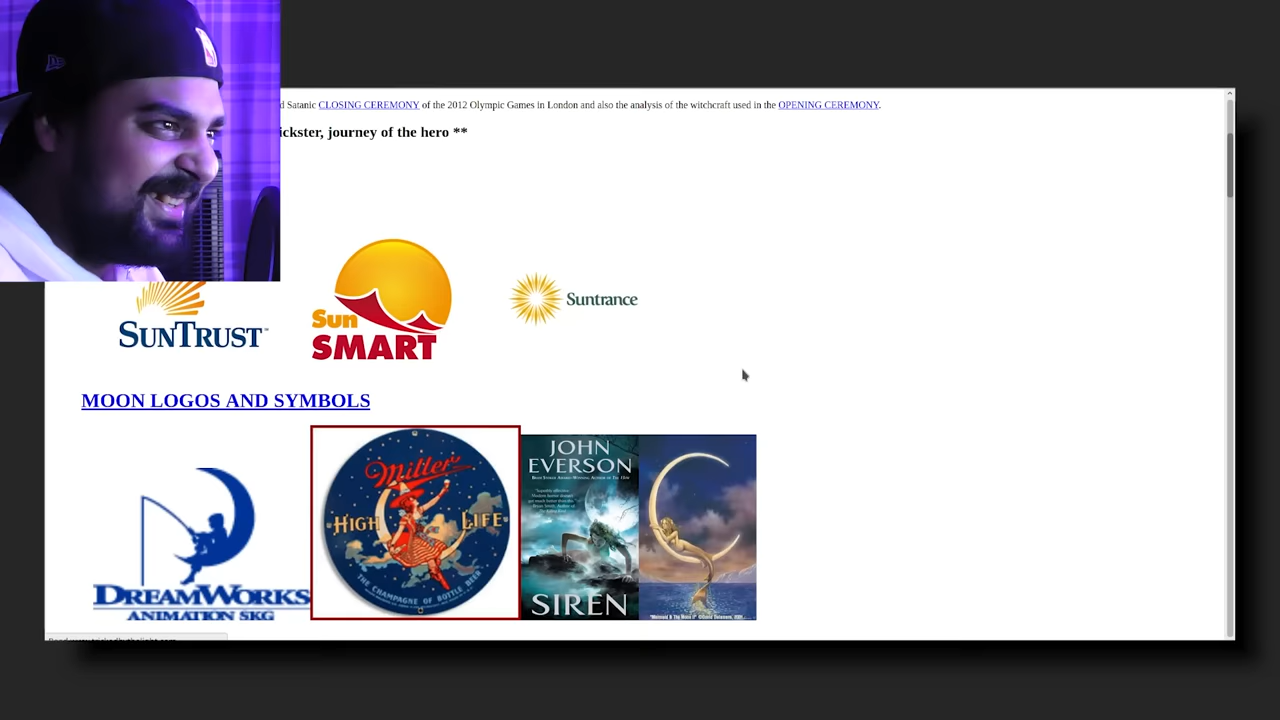 d Satanic CLOSING CEREMONY of the 2012 Olympic Games in London and also the analysis of the witchcraft used in the OPENING CEREMONY.
ickster, journey of the hero **
SUNTRUST
Sun
SMART
Suntrance
MOON LOGOS AND SYMBOLS
DREAMWORKS
ANIMATION SKG
Miller
HIGH LIFE
THE CHAMPAGNE OF BOTTLE BEER
JOHN
EVERSON
SIREN